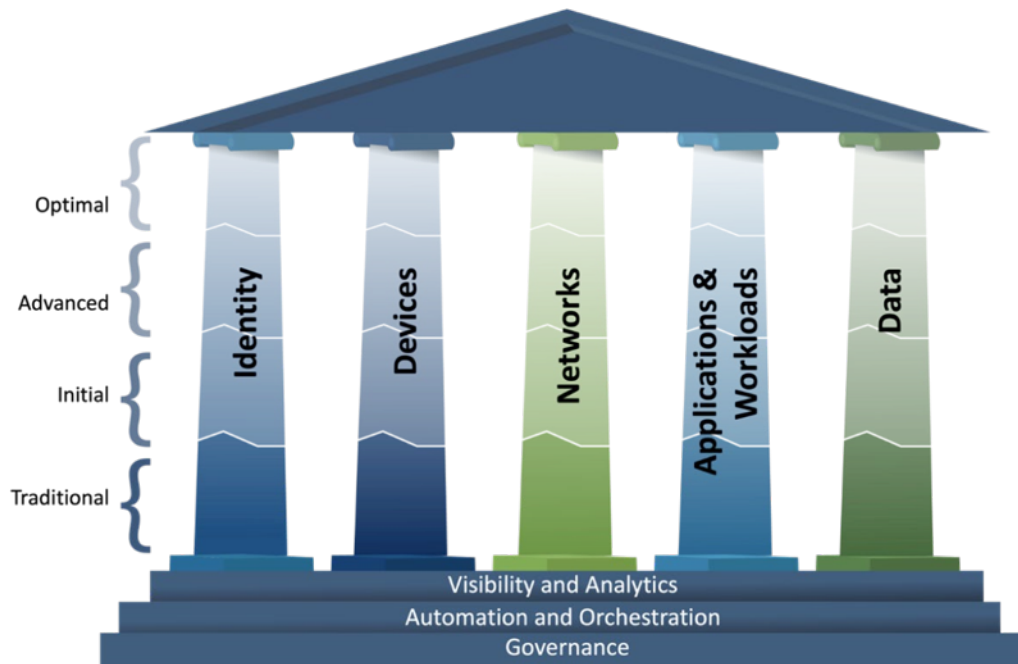 Optimal
Advanced
Initial
Traditional
Identity
Devices
Networks
Applications &
Workloads
Data
Visibility and Analytics
Automation and Orchestration
Governance